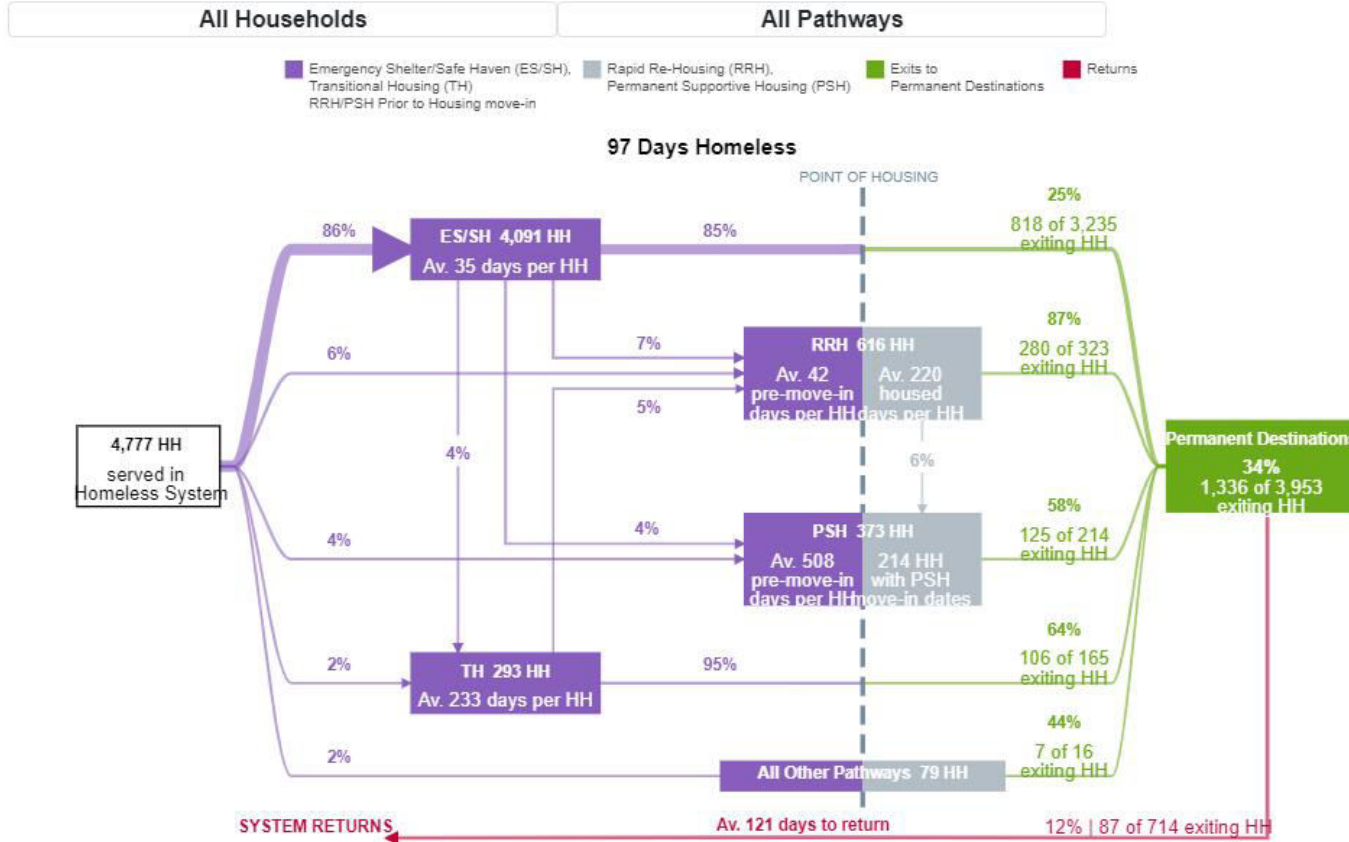 All Households
All Pathways
Emergency Shelter/Safe Haven (ES/SH),
Transitional Housing (TH)
RRH/PSH Prior to Housing move-in
Rapid Re-Housing (RRH),
Permanent Supportive Housing (PSH)
Exits to
Permanent Destinations
Returns
97 Days Homeless
POINT OF HOUSING
86%
ES/SH 4,091 HH
Av. 35 days per HH
85%
25%
818 of 3,235
exiting HH
6%
7%
5%
RRH 616 HH
Av. 42
pre-move-in
days per HH
Av. 220
housed
days per HH
87%
280 of 323
exiting HH
4,777 HH
served in
Homeless System
4%
6%
Permanent Destinations
34%
1,336 of 3,953
exiting HH
4%
4%
PSH 373 HH
Av. 508
pre-move-in
days per HH
214 HH
with PSH
move-in dates
58%
125 of 214
exiting HH
2%
TH 293 HH
Av. 233 days per HH
95%
64%
106 of 165
exiting HH
2%
All Other Pathways 79 HH
44%
7 of 16
exiting HH
SYSTEM RETURNS
Av. 121 days to return
12% | 87 of 714 exiting HH